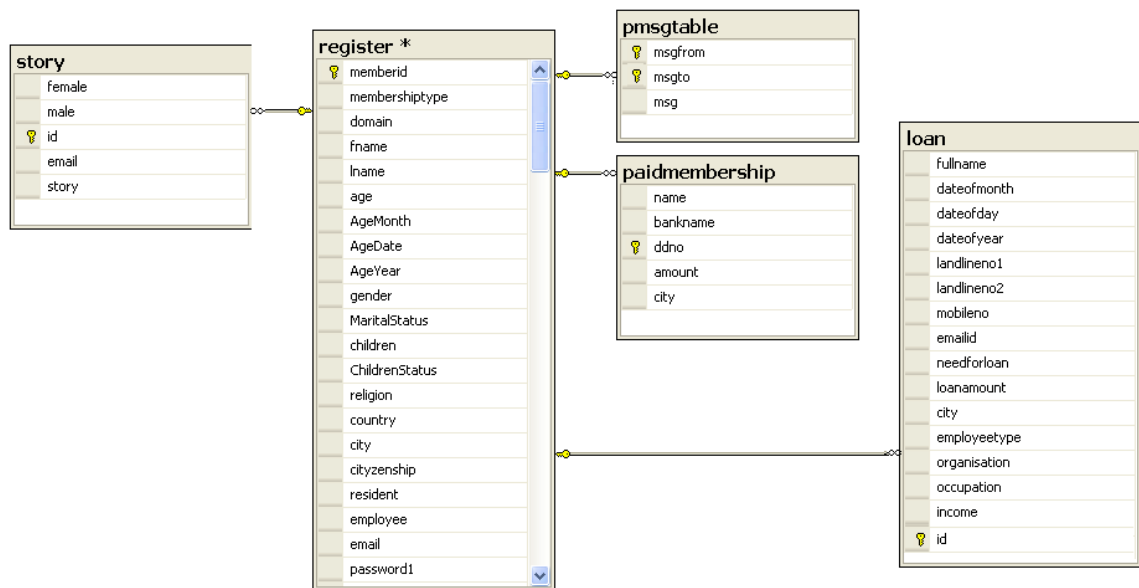 story
female
male
id
email
story
register *
memberid
membershiptype
domain
fname
lname
age
AgeMonth
AgeDate
AgeYear
gender
MaritalStatus
children
ChildrenStatus
religion
country
city
cityzenship
resident
employee
email
password1
pmsgtable
msgfrom
msgto
msg
paidmembership
name
bankname
ddno
amount
city
loan
fullname
dateofmonth
dateofday
dateofyear
landlineno1
landlineno2
mobileno
emailid
needforloan
loanamount
city
employeetype
organisation
occupation
income
id